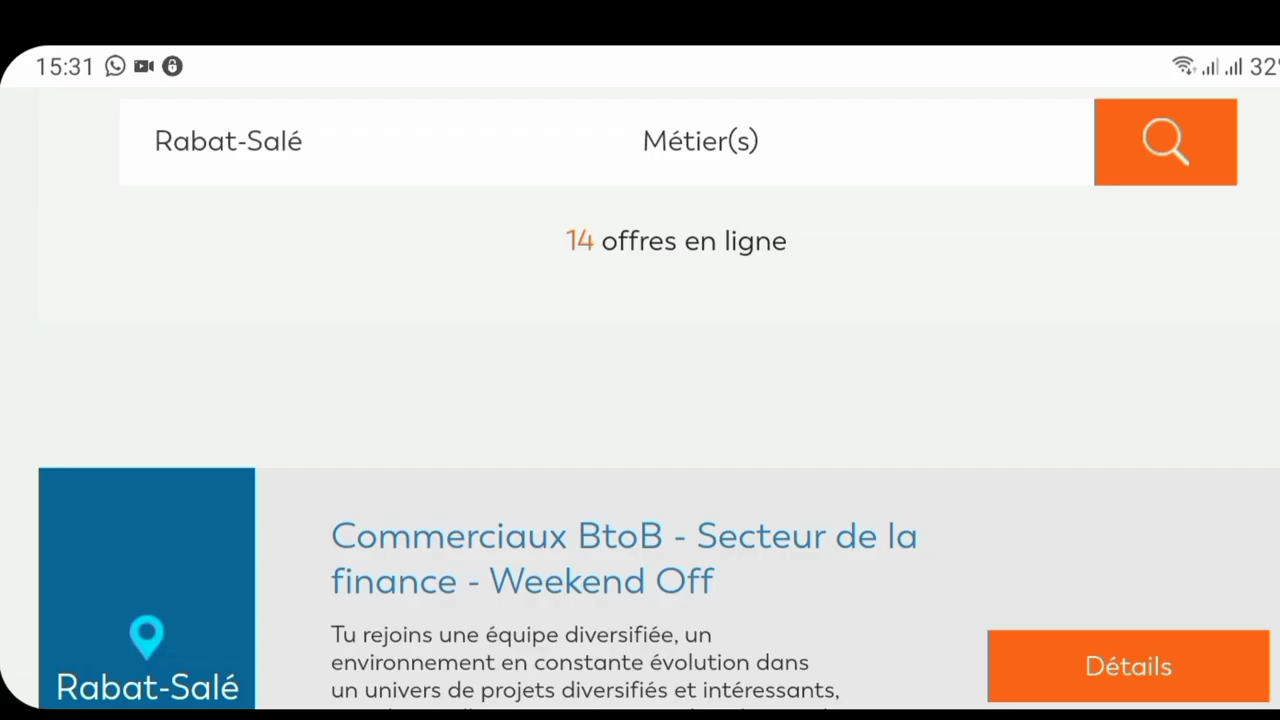 15:31
32
Rabat-Salé
Métier(s)
14 offres en ligne
Commerciaux BtoB - Secteur de la
finance - Weekend Off
Tu rejoins une équipe diversifiée, un
environnement en constante évolution dans
un univers de projets diversifiés et intéressants,
Détails
Rabat-Salé